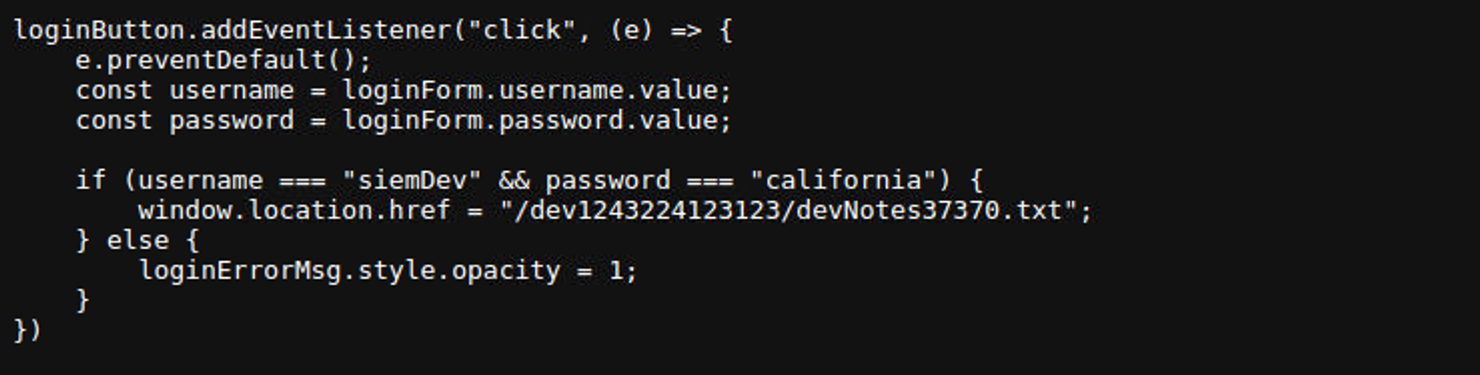 loginButton.addEventListener("click", (e) => {
    e.preventDefault();
    const username = loginForm.username.value;
    const password = loginForm.password.value;

    if (username === "siemDev" && password === "california") {
        window.location.href = "/dev1243224123123/devNotes37370.txt";
    } else {
        loginErrorMsg.style.opacity = 1;
    }
})